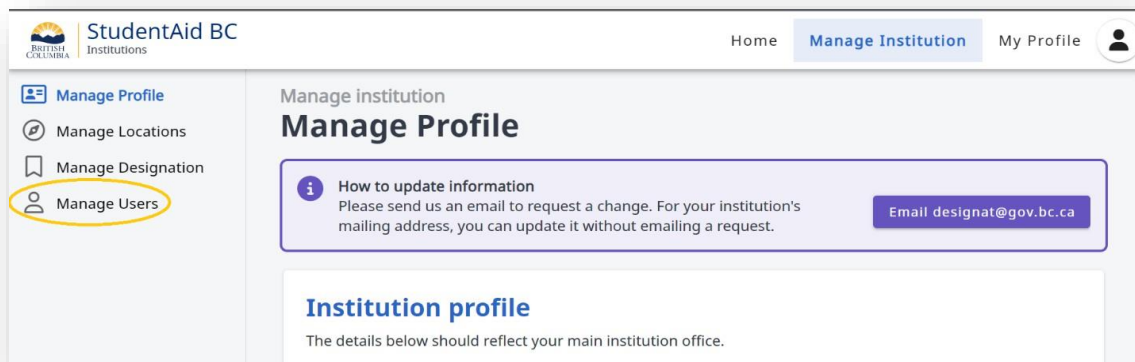 BRITISH
COLUMBIA
StudentAid BC
Institutions
Home
Manage Institution
My Profile
Manage Profile
Manage Locations
Manage Designation
Manage Users
Manage institution
Manage Profile
How to update information
Please send us an email to request a change. For your institution's
mailing address, you can update it without emailing a request.
Email designat@gov.bc.ca
Institution profile
The details below should reflect your main institution office.